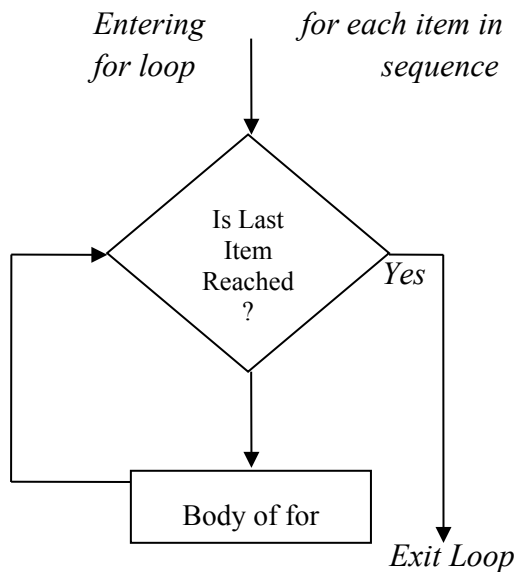 Entering
for loop
for each item in
sequence
Is Last
Item
Reached
?
Yes
Body of for
Exit Loop